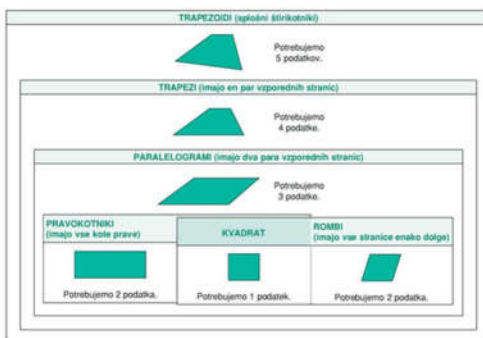 TRAPEZOIDI (splošni štirikotniki)
Potrebujemo
5 podatkov.
TRAPEZI (imajo en par vzporednih stranic)
Potrebujemo
4 podatke.
PARALELOGRAMI (imajo dva para vzporednih stranic)
Potrebujemo
3 podatke.
PRAVOKOTNIKI
(imajo vse kote prave)
Potrebujemo 2 podatka.
KVADRAT
Potrebujemo 1 podatek.
ROMBI
(imajo vse stranice enako dolge)
Potrebujemo 2 podatka.